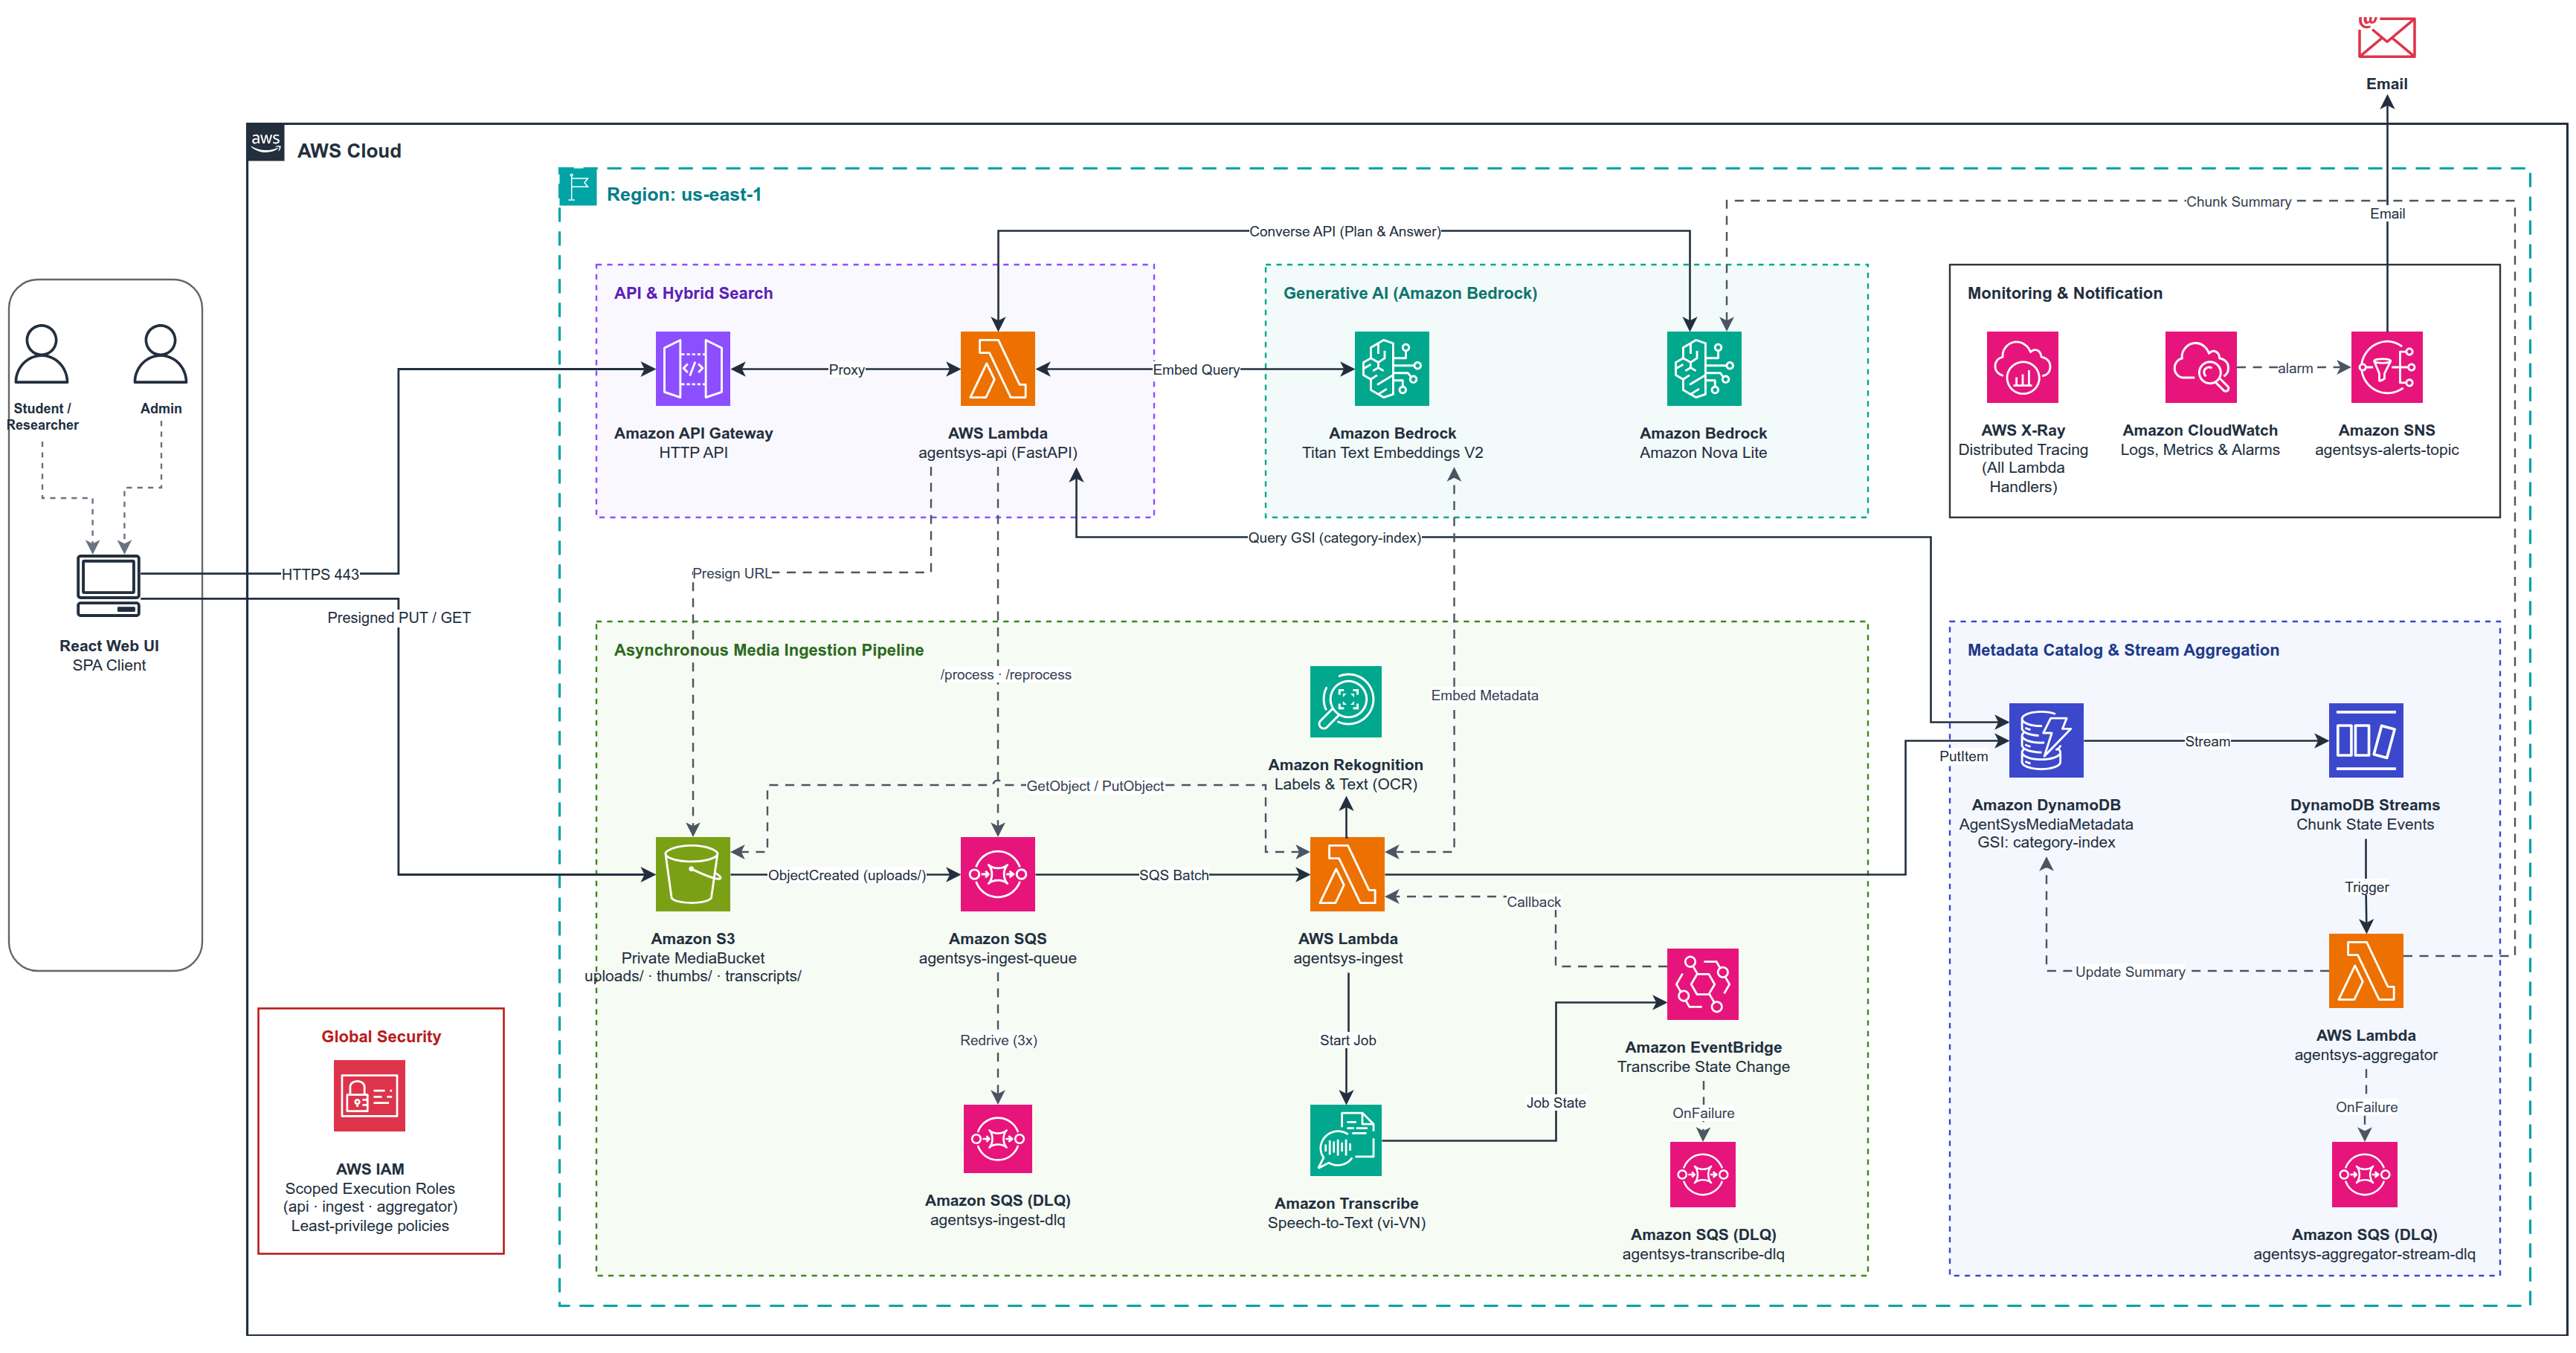 @
Email
aws
AWS Cloud
Region: us-east-1
Chunk Summary
Email
Converse API (Plan & Answer)
API & Hybrid Search
Generative AI (Amazon Bedrock)
Monitoring & Notification
Student /
Researcher
Admin
Proxy
Embed Query
alarm
Amazon API Gateway
HTTP API
AWS Lambda
agentsys-api (FastAPI)
Amazon Bedrock
Titan Text Embeddings V2
Amazon Bedrock
Amazon Nova Lite
AWS X-Ray
Distributed Tracing
(All Lambda
Handlers)
Amazon CloudWatch
Logs, Metrics & Alarms
Amazon SNS
agentsys-alerts-topic
Query GSI (category-index)
HTTPS 443
Presign URL
Presigned PUT / GET
React Web UI
SPA Client
Asynchronous Media Ingestion Pipeline
Metadata Catalog & Stream Aggregation
/process · /reprocess
Embed Metadata
Amazon Rekognition
Labels & Text (OCR)
GetObject / PutObject
PutItem
Stream
Amazon DynamoDB
AgentSysMediaMetadata
GSI: category-index
DynamoDB Streams
Chunk State Events
ObjectCreated (uploads/)
SQS Batch
Trigger
Callback
Amazon S3
Private MediaBucket
uploads/ · thumbs/ · transcripts/
Amazon SQS
agentsys-ingest-queue
AWS Lambda
agentsys-ingest
Update Summary
Global Security
Redrive (3x)
Start Job
Amazon EventBridge
Transcribe State Change
AWS Lambda
agentsys-aggregator
Job State
OnFailure
OnFailure
AWS IAM
Scoped Execution Roles
(api · ingest · aggregator)
Least-privilege policies
Amazon SQS (DLQ)
agentsys-ingest-dlq
Amazon Transcribe
Speech-to-Text (vi-VN)
Amazon SQS (DLQ)
agentsys-transcribe-dlq
Amazon SQS (DLQ)
agentsys-aggregator-stream-dlq